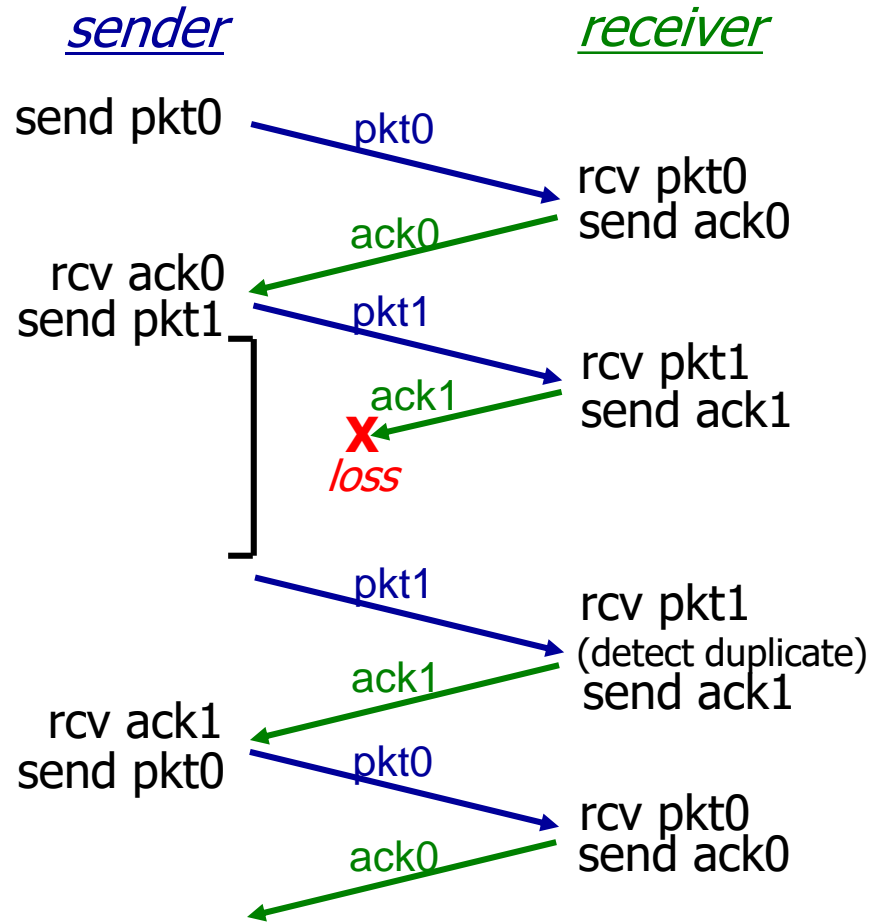 sender
receiver
send pkt0
pkt0
rcv pkt0
send ack0
ack0
rcv ack0
send pkt1
pkt1
rcv pkt1
send ack1
ack1
X
loss
pkt1
rcv pkt1
(detect duplicate)
send ack1
ack1
rcv ack1
send pkt0
pkt0
rcv pkt0
send ack0
ack0